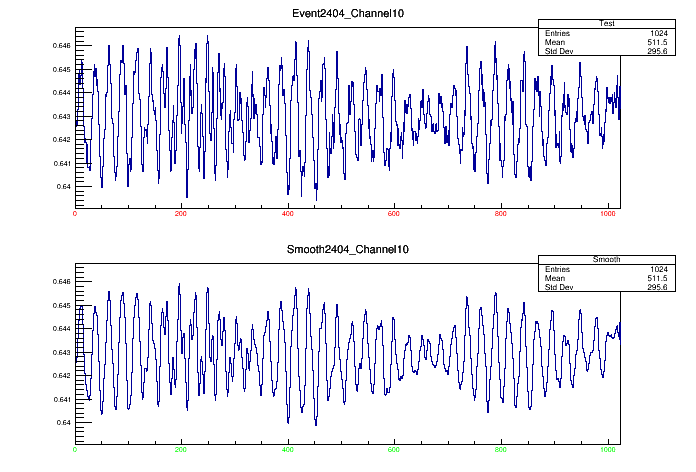 Event2404_Channel10
Test
Entries 1024
Mean 511.5
Std Dev 295.6
0.646
0.645
0.644
0.643
0.642
0.641
0.64
0 200 400 600 800 1000
Smooth2404_Channel10
Smooth
Entries 1024
Mean 511.5
Std Dev 295.6
0.646
0.645
0.644
0.643
0.642
0.641
0.64
0 200 400 600 800 1000